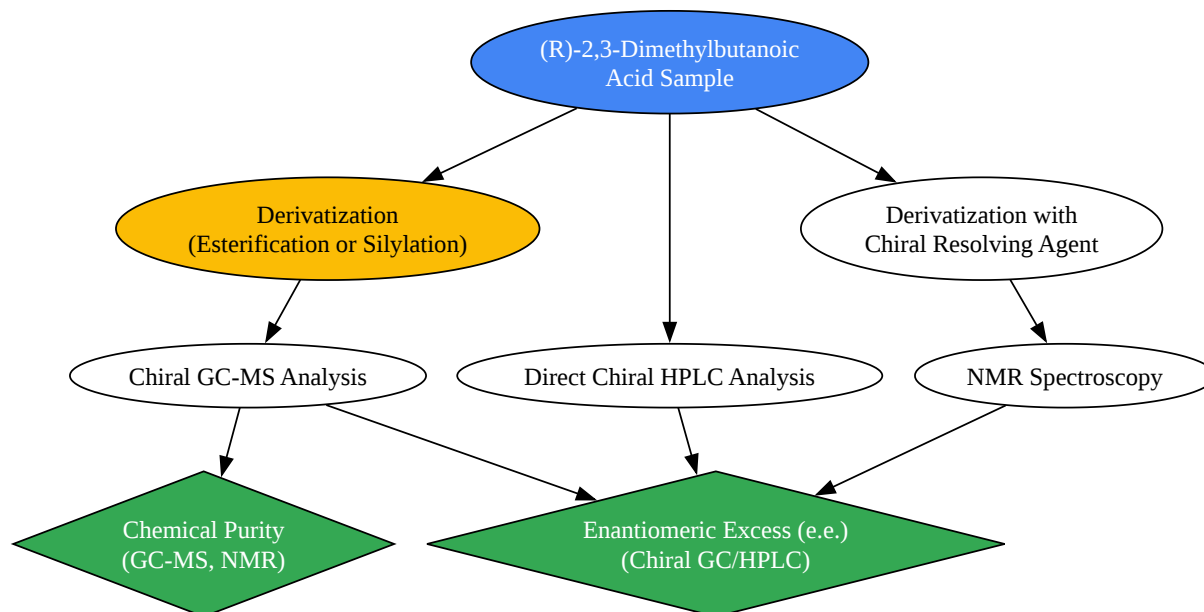 (R)-2,3-Dimethylbutanoic
Acid Sample
Derivatization
(Esterification or Silylation)
Derivatization with
Chiral Resolving Agent
Chiral GC-MS Analysis
Direct Chiral HPLC Analysis
NMR Spectroscopy
Chemical Purity
(GC-MS, NMR)
Enantiomeric Excess (e.e.)
(Chiral GC/HPLC)